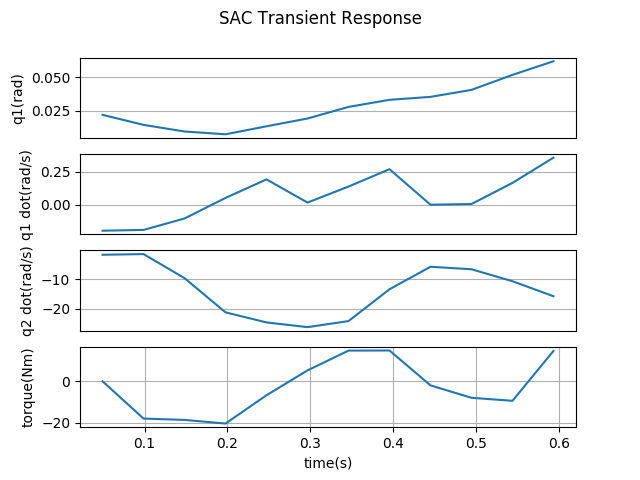 SAC Transient Response
q1(rad)
0.050
0.025
q1 dot(rad/s)
0.25
0.00
q2 dot(rad/s)
−10
−20
torque(Nm)
0
−20
0.1 0.2 0.3 0.4 0.5 0.6
time(s)